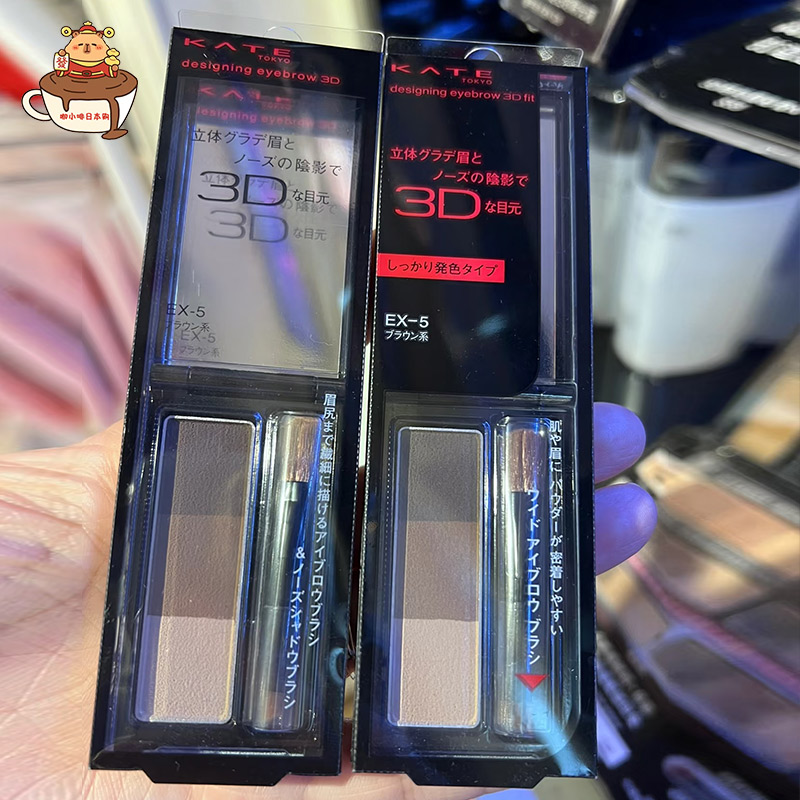 發
咖小啡日本购
KATE
TOKYO
designing eyebrow 3D
立体グラデ眉と
ノーズの陰影で
3Dな目元
EX-5
ブラウン系
眉尻まで繊細に描けるアイブロウブラシ
&ノーズシャドウブラシ
KATE
TOKYO
designing eyebrow 3D fit
立体グラデ眉と
ノーズの陰影で
3Dな目元
しっかり発色タイプ
EX-5
ブラウン系
肌や眉に パウダーが 密着しやすい
ワイド アイブロウ ブラシ